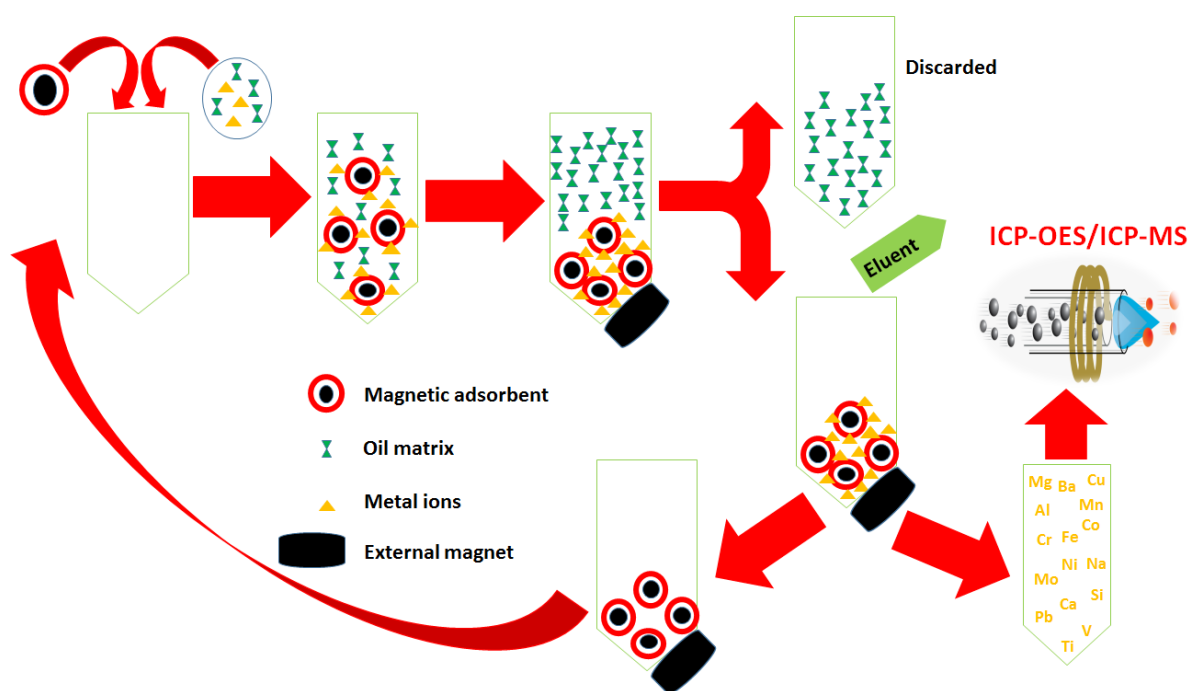 Discarded
Eluent
ICP-OES/ICP-MS
Magnetic adsorbent
Oil matrix
Metal ions
External magnet
Mg Ba Cu
Al Mn
Co
Cr Fe
Ni Na
Mo
Si
Ca
Pb
V
Ti